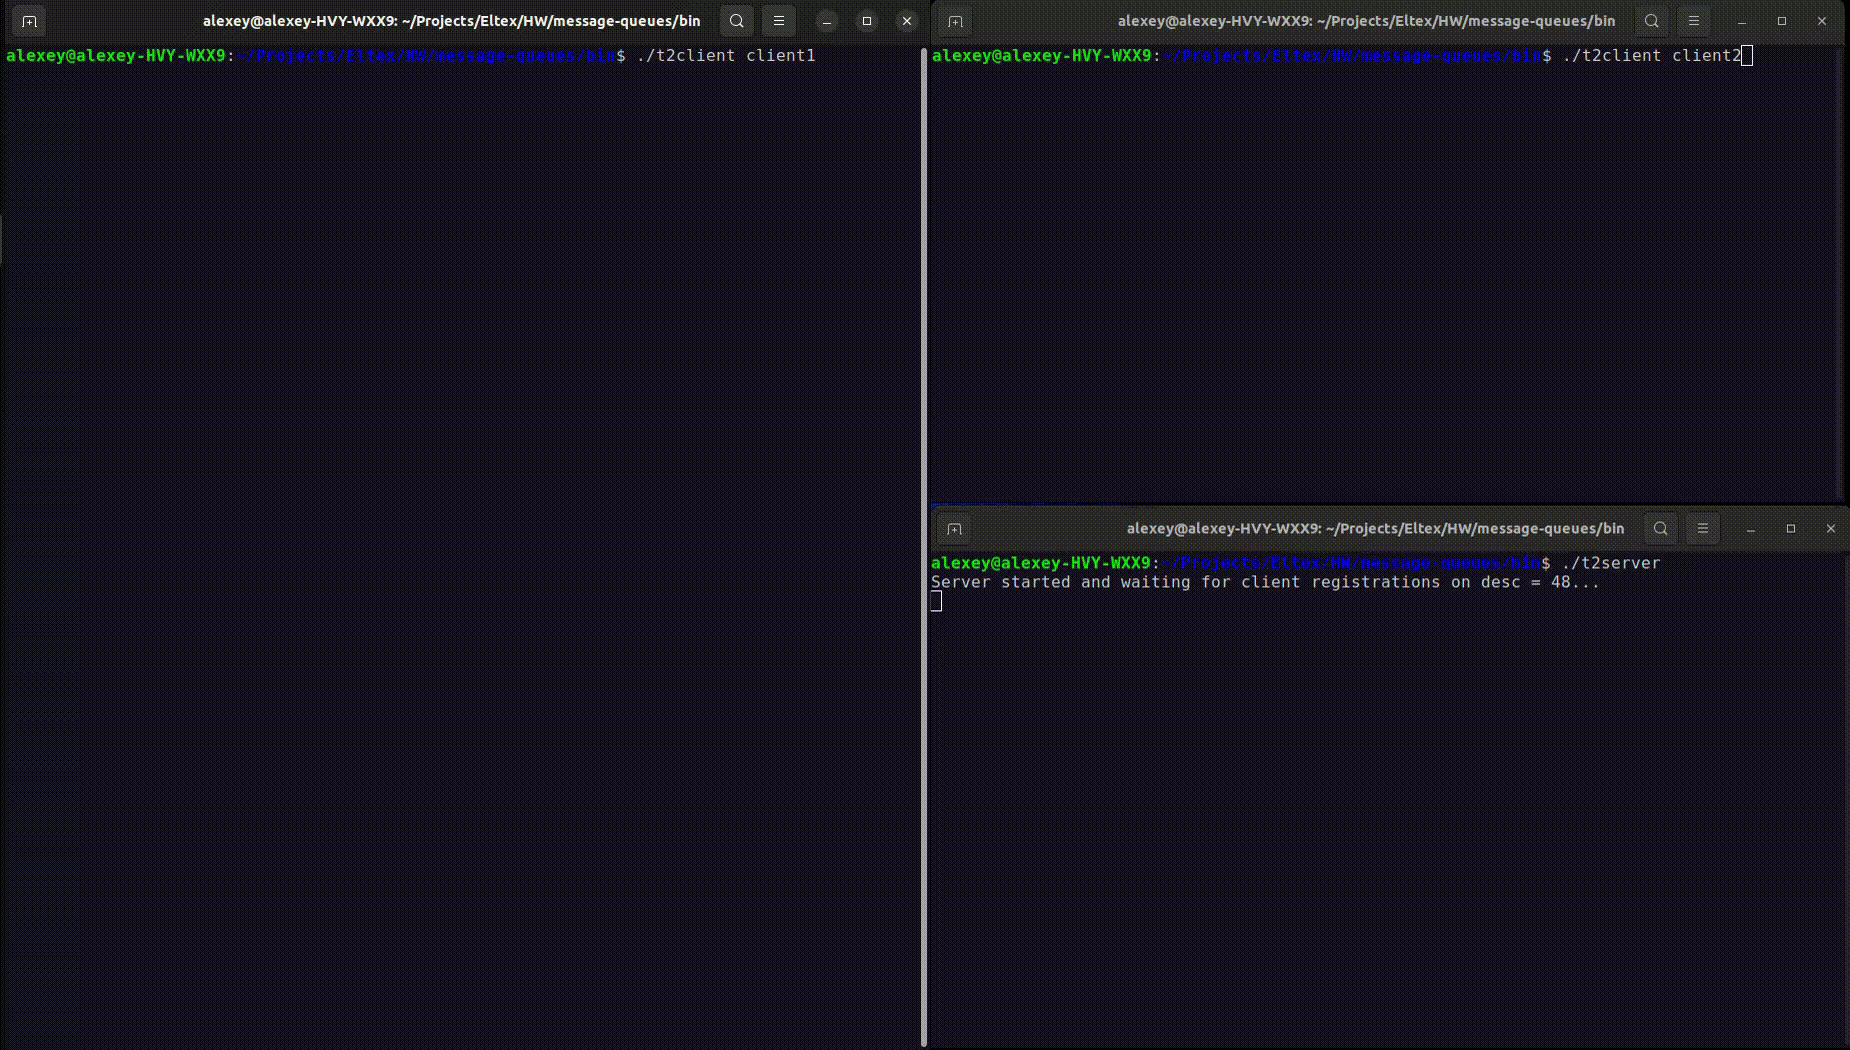 alexey@alexey-HVY-WXX9: ~/Projects/Eltex/HW/message-queues/bin
alexey@alexey-HVY-WXX9:~/Projects/Eltex/HW/message-queues/bin$ ./t2client client1
alexey@alexey-HVY-WXX9: ~/Projects/Eltex/HW/message-queues/bin
alexey@alexey-HVY-WXX9:~/Projects/Eltex/HW/message-queues/bin$ ./t2client client2
alexey@alexey-HVY-WXX9: ~/Projects/Eltex/HW/message-queues/bin
alexey@alexey-HVY-WXX9:~/Projects/Eltex/HW/message-queues/bin$ ./t2server
Server started and waiting for client registrations on desc = 48...